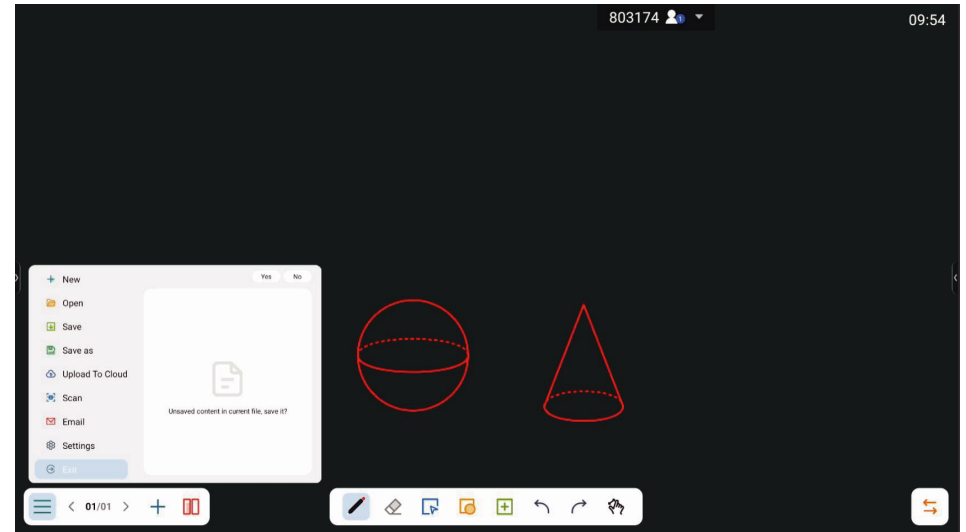 803174 1
09:54
New
Yes No
Open
Save
Save as
Upload To Cloud
Scan
Email
Settings
Exit
Unsaved content in current file, save it?
01/01